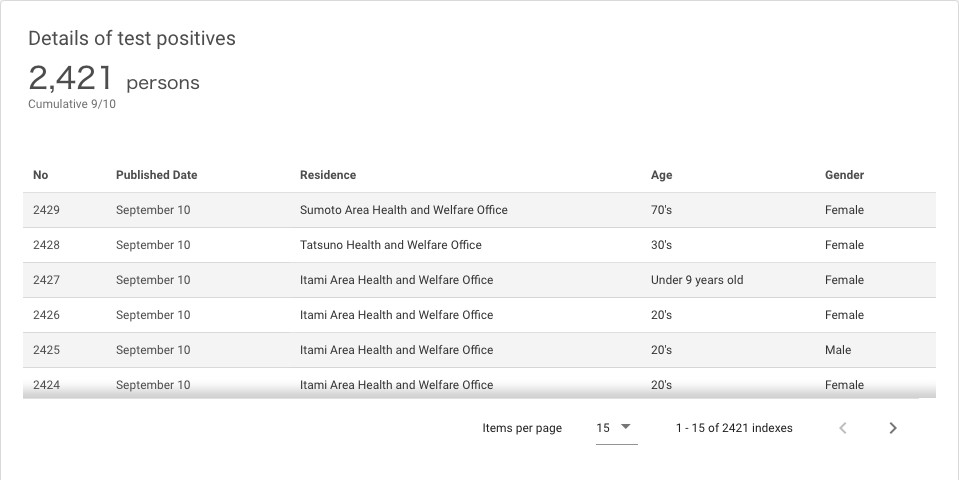 Details of test positives
2,421 persons
Cumulative 9/10
No Published Date Residence Age Gender
2429 September 10 Sumoto Area Health and Welfare Office 70's Female
2428 September 10 Tatsuno Health and Welfare Office 30's Female
2427 September 10 Itami Area Health and Welfare Office Under 9 years old Female
2426 September 10 Itami Area Health and Welfare Office 20's Female
2425 September 10 Itami Area Health and Welfare Office 20's Male
2424 September 10 Itami Area Health and Welfare Office 20's Female
Items per page 15 1 - 15 of 2421 indexes